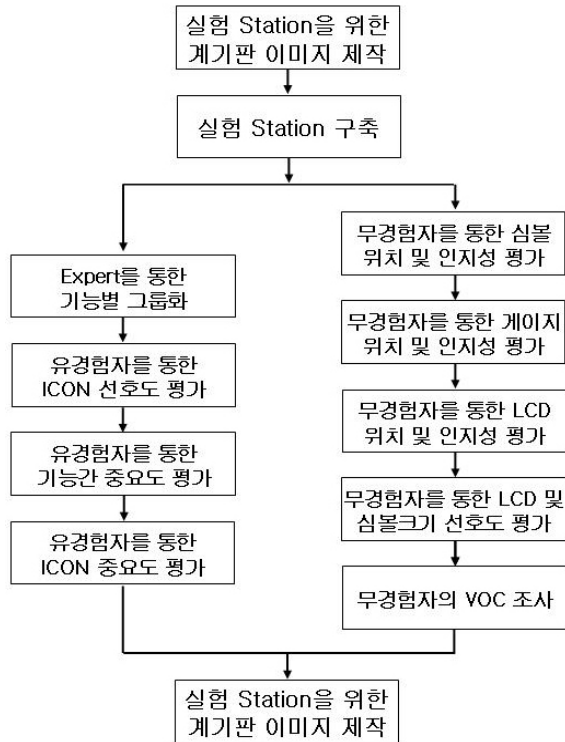 실험 Station을 위한
계기판 이미지 제작
실험 Station 구축
Expert를 통한
기능별 그룹화
유경험자를 통한
ICON 선호도 평가
유경험자를 통한
기능간 중요도 평가
유경험자를 통한
ICON 중요도 평가
무경험자를 통한 심볼
위치 및 인지성 평가
무경험자를 통한 게이지
위치 및 인지성 평가
무경험자를 통한 LCD
위치 및 인지성 평가
무경험자를 통한 LCD 및
심볼크기 선호도 평가
무경험자의 VOC 조사
실험 Station을 위한
계기판 이미지 제작